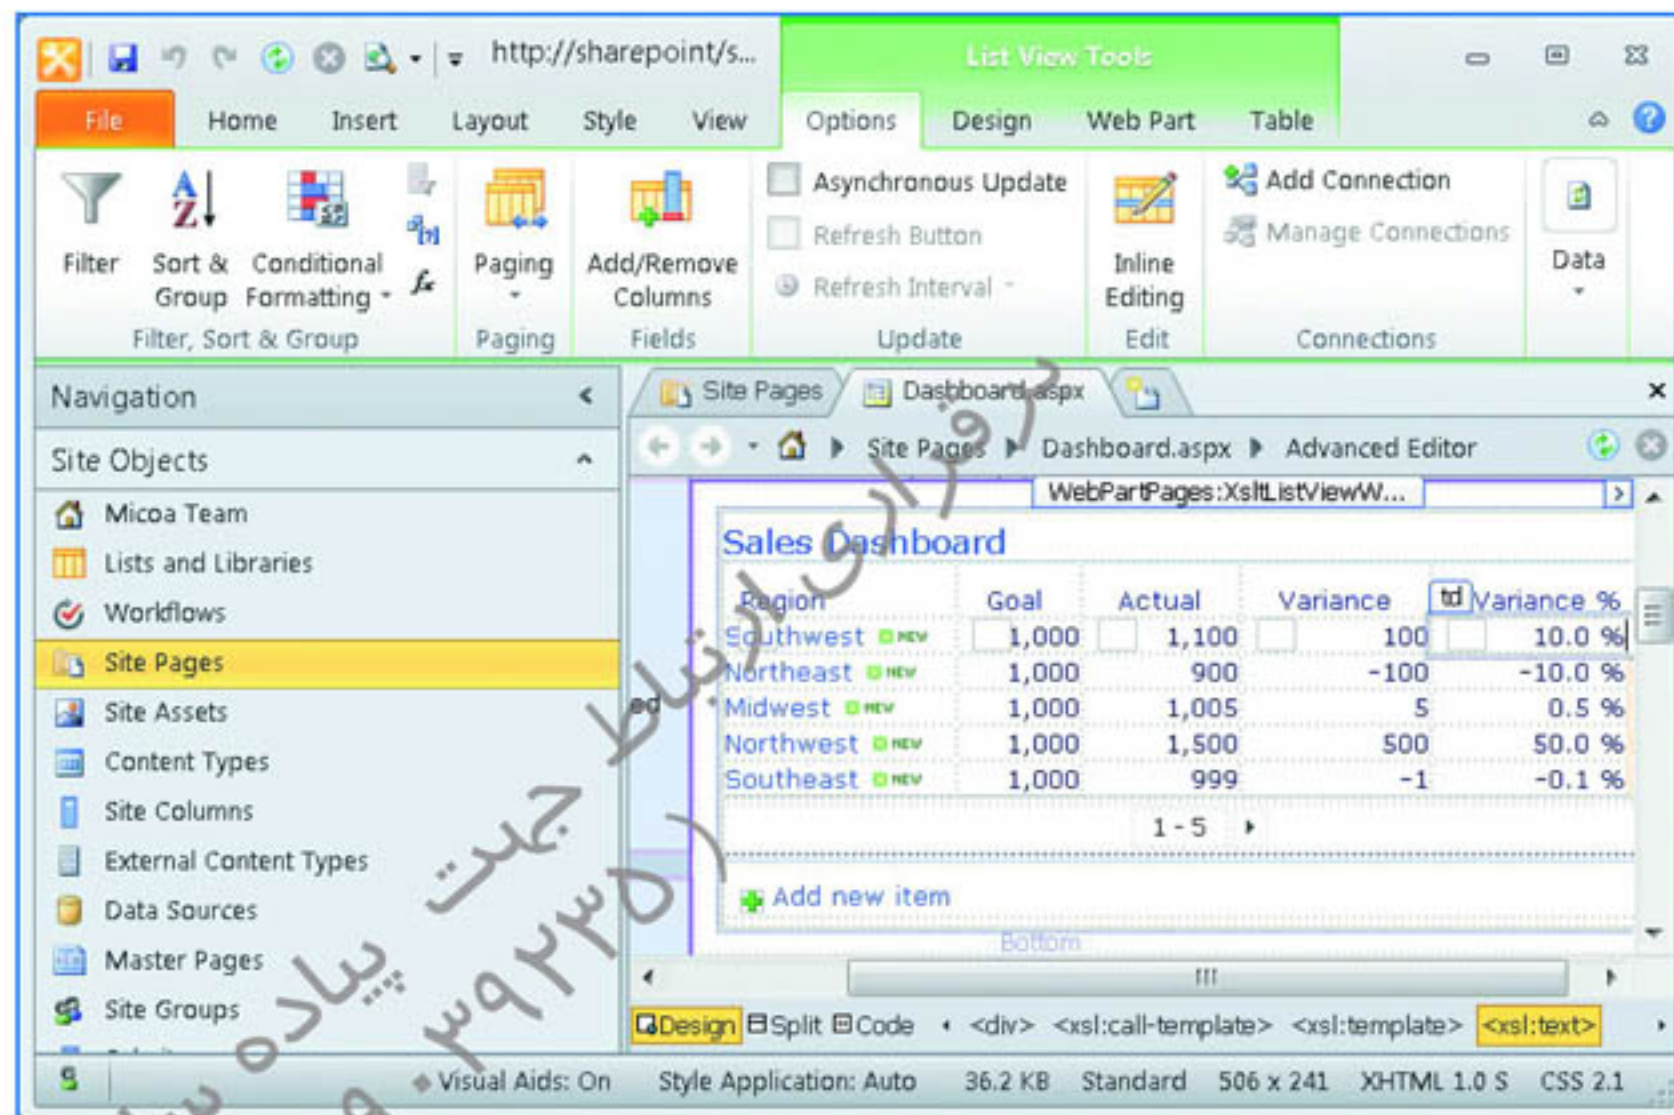 http://sharepoint/s...
List View Tools
File Home Insert Layout Style View Options Design Web Part Table
Filter
Sort & Group
Conditional Formatting
Filter, Sort & Group
Paging
Paging
Add/Remove Columns
Fields
Asynchronous Update
Refresh Button
Refresh Interval
Update
Inline Editing
Edit
Add Connection
Manage Connections
Connections
Data
Navigation
Site Objects
Micoa Team
Lists and Libraries
Workflows
Site Pages
Site Assets
Content Types
Site Columns
External Content Types
Data Sources
Master Pages
Site Groups
Site Pages Dashboard.aspx
Site Pages Dashboard.aspx Advanced Editor
WebPartPages:XsltListViewW...
ed
Sales Dashboard
Region Goal Actual Variance td Variance %
Southwest NEW 1,000 1,100 100 10.0 %
Northeast NEW 1,000 900 -100 -10.0 %
Midwest NEW 1,000 1,005 5 0.5 %
Northwest NEW 1,000 1,500 500 50.0 %
Southeast NEW 1,000 999 -1 -0.1 %
1 - 5
Add new item
Bottom
Design Split Code <div> <xsl:call-template> <xsl:template> <xsl:text>
Visual Aids: On Style Application: Auto 36.2 KB Standard 506 x 241 XHTML 1.0 S CSS 2.1
برقراری ارتباط جهت پیاده